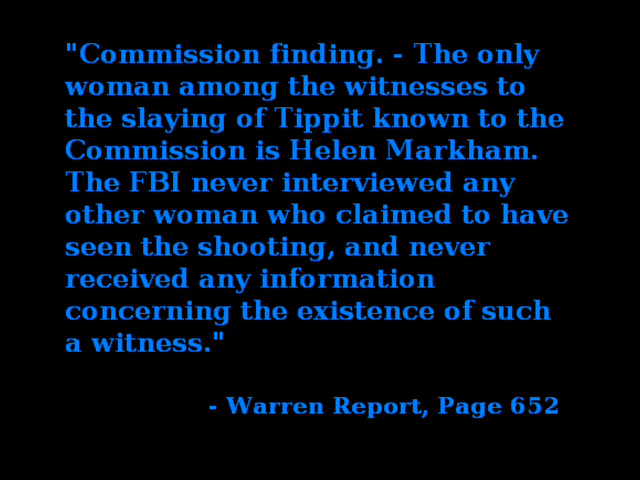 "Commission finding. - The only
woman among the witnesses to
the slaying of Tippit known to the
Commission is Helen Markham.
The FBI never interviewed any
other woman who claimed to have
seen the shooting, and never
received any information
concerning the existence of such
a witness."
- Warren Report, Page 652